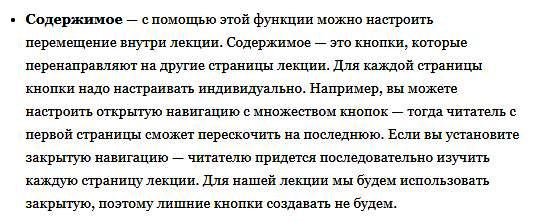 • Содержимое — с помощью этой функции можно настроить
перемещение внутри лекции. Содержимое — это кнопки, которые
перенаправляют на другие страницы лекции. Для каждой страницы
кнопки надо настраивать индивидуально. Например, вы можете
настроить открытую навигацию с множеством кнопок — тогда читатель с
первой страницы сможет перескочить на последнюю. Если вы установите
закрытую навигацию — читателю придется последовательно изучить
каждую страницу лекции. Для нашей лекции мы будем использовать
закрытую, поэтому лишние кнопки создавать не будем.